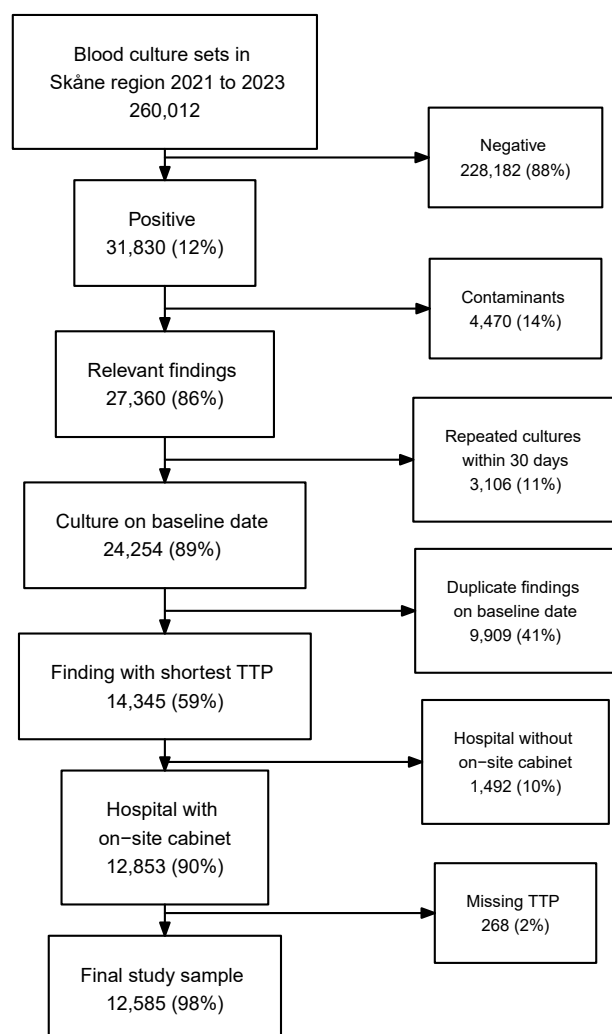 Blood culture sets in
Skåne region 2021 to 2023
260,012
Negative
228,182 (88%)
Positive
31,830 (12%)
Contaminants
4,470 (14%)
Relevant findings
27,360 (86%)
Repeated cultures
within 30 days
3,106 (11%)
Culture on baseline date
24,254 (89%)
Duplicate findings
on baseline date
9,909 (41%)
Finding with shortest TTP
14,345 (59%)
Hospital without
on−site cabinet
1,492 (10%)
Hospital with
on−site cabinet
12,853 (90%)
Missing TTP
268 (2%)
Final study sample
12,585 (98%)